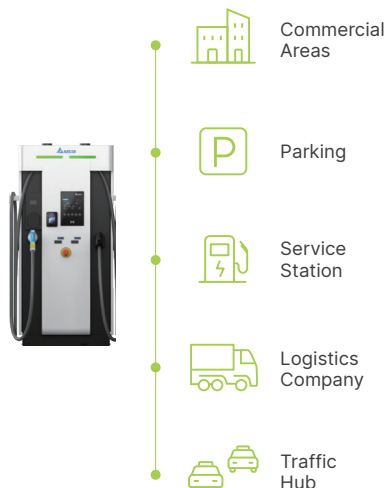 Commercial
Areas
P
Parking
Service
Station
Logistics
Company
Traffic
Hub